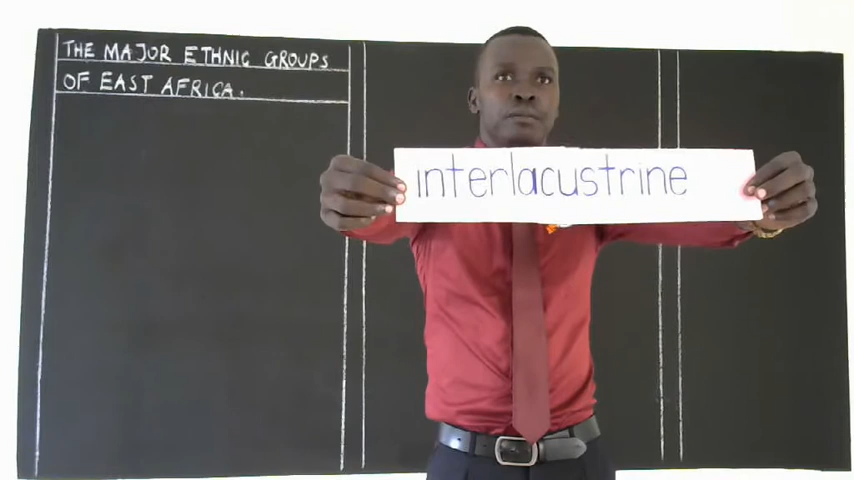 THE MAJOR ETHNIC GROUPS
OF EAST AFRICA.
interlacustrine